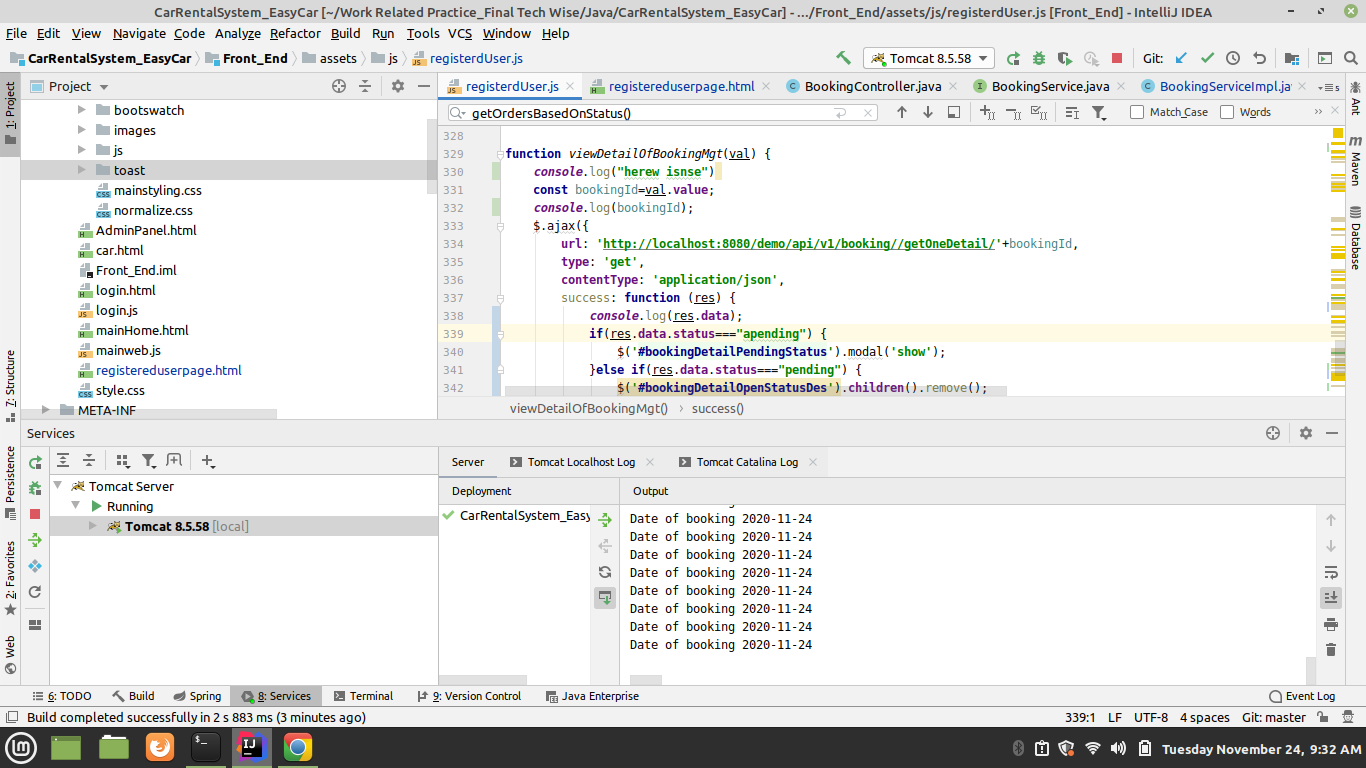 CarRentalSystem_EasyCar [~/Work Related Practice_Final Tech Wise/Java/CarRentalSystem_EasyCar] - .../Front_End/assets/js/registerdUser.js [Front_End] - IntelliJ IDEA
File Edit View Navigate Code Analyze Refactor Build Run Tools VCS Window Help
CarRentalSystem_EasyCar Front_End assets js registerdUser.js Tomcat 8.5.58 Git:
1: Project
Project
bootswatch
images
js
toast
mainstyling.css
normalize.css
AdminPanel.html
car.html
Front_End.iml
login.html
login.js
mainHome.html
mainweb.js
registereduserpage.html
style.css
META-INF
registerdUser.js registereduserpage.html BookingController.java BookingService.java BookingServiceImpl.ja
getOrdersBasedOnStatus() Match Case Words
328
329 function viewDetailOfBookingMgt(val) {
330 console.log("herew isnse")
331 const bookingId=val.value;
332 console.log(bookingId);
333 $.ajax({
334 url: 'http://localhost:8080/demo/api/v1/booking//getOneDetail/'+bookingId,
335 type: 'get',
336 contentType: 'application/json',
337 success: function (res) {
338 console.log(res.data);
339 if(res.data.status==="apending") {
340 $('#bookingDetailPendingStatus').modal('show');
341 }else if(res.data.status==="pending") {
342 $('#bookingDetailOpenStatusDes').children().remove();
viewDetailOfBookingMgt() success()
Ant
Maven
Database
7: Structure
Persistence
2: Favorites
Web
Services
Tomcat Server
Running
Tomcat 8.5.58 [local]
Server Tomcat Localhost Log Tomcat Catalina Log
Deployment Output
CarRentalSystem_Easy
Date of booking 2020-11-24
Date of booking 2020-11-24
Date of booking 2020-11-24
Date of booking 2020-11-24
Date of booking 2020-11-24
Date of booking 2020-11-24
Date of booking 2020-11-24
Date of booking 2020-11-24
6: TODO Build Spring 8: Services Terminal 9: Version Control Java Enterprise Event Log
Build completed successfully in 2 s 883 ms (3 minutes ago) 339:1 LF UTF-8 4 spaces Git: master
Tuesday November 24, 9:32 AM